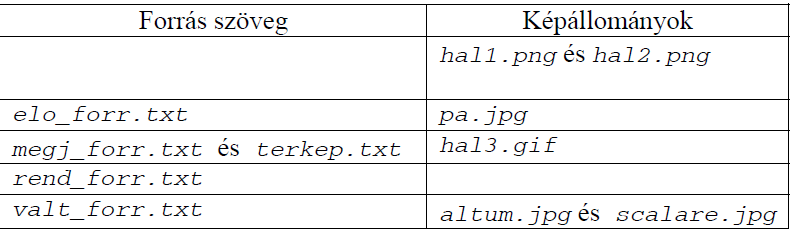 Forrás szöveg Képállományok
hal1.png és hal2.png
elo_forr.txt pa.jpg
megj_forr.txt és terkep.txt hal3.gif
rend_forr.txt
valt_forr.txt altum.jpg és scalare.jpg